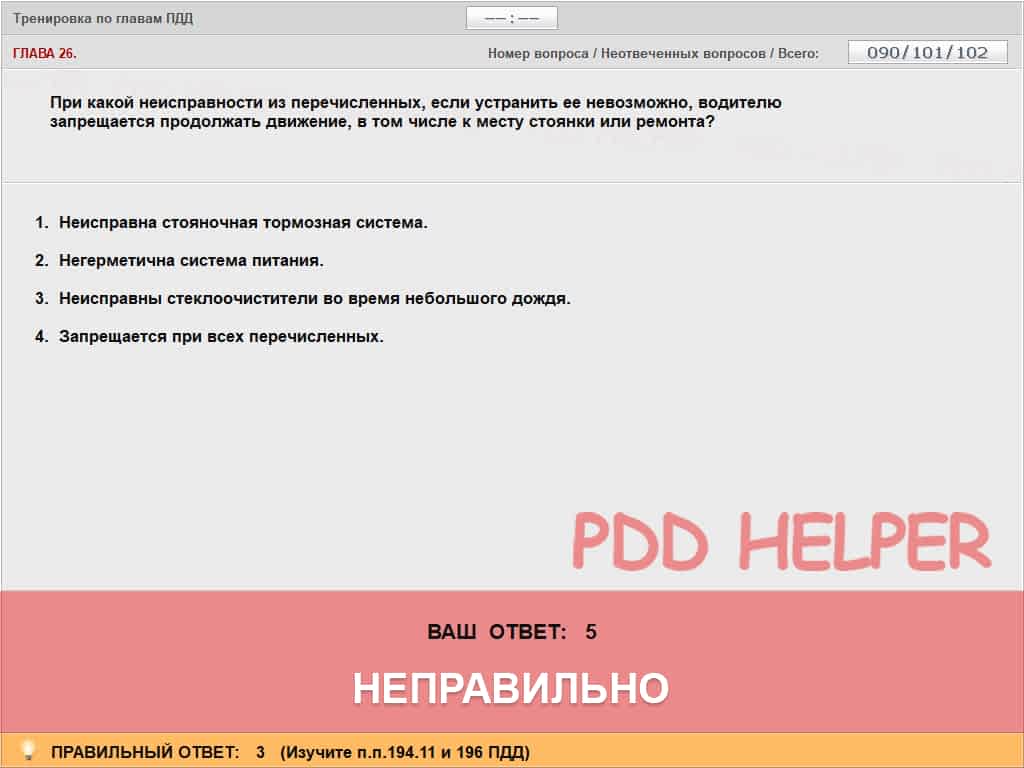 Тренировка по главам ПДД
—— : ——
ГЛАВА 26.
Номер вопроса / Неотвеченных вопросов / Всего:
090/101/102
При какой неисправности из перечисленных, если устранить ее невозможно, водителю
запрещается продолжать движение, в том числе к месту стоянки или ремонта?
1. Неисправна стояночная тормозная система.
2. Негерметична система питания.
3. Неисправны стеклоочистители во время небольшого дождя.
4. Запрещается при всех перечисленных.
PDD HELPER
ВАШ ОТВЕТ: 5
НЕПРАВИЛЬНО
ПРАВИЛЬНЫЙ ОТВЕТ: 3 (Изучите п.п.194.11 и 196 ПДД)